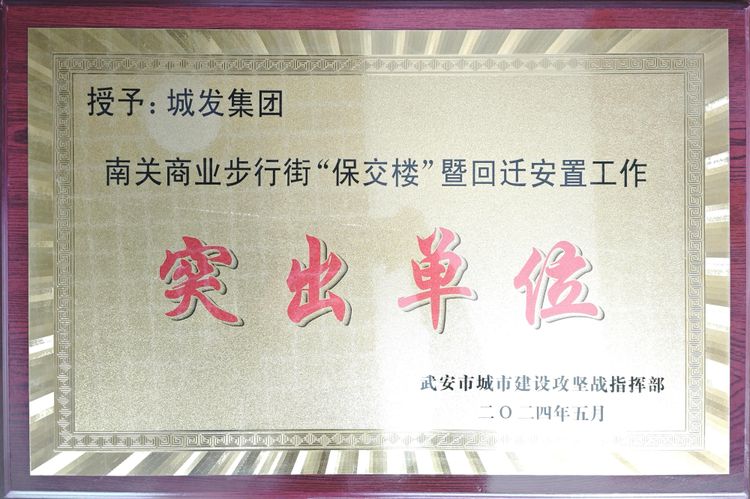 授予：城发集团
南关商业步行街“保交楼”暨回迁安置工作
突出单位
武安市城市建设攻坚战指挥部
二〇二四年五月